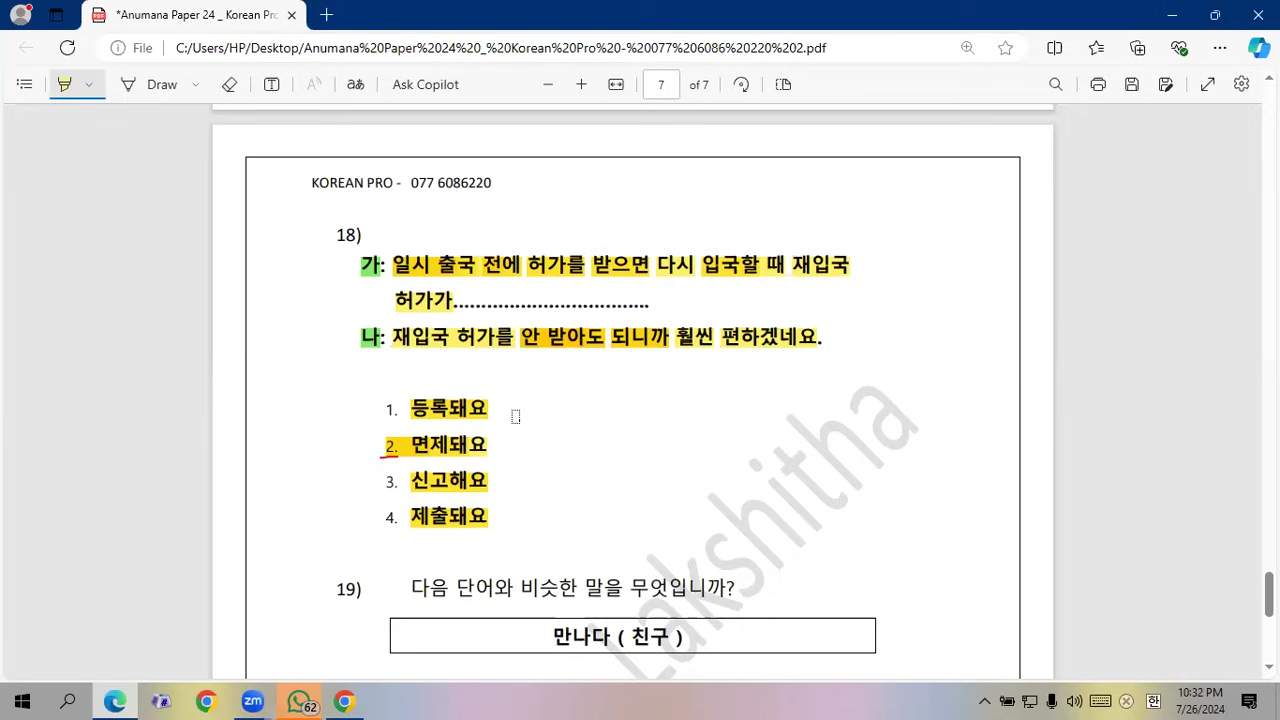 *Anumana Paper 24 _ Korean Pro
File
C:/Users/HP/Desktop/Anumana%20Paper%2024%20_%20Korean%20Pro%20-%20077%206086%20220%20%202.pdf
Draw
aあ
Ask Copilot
7
of 7
KOREAN PRO - 077 6086220
18)
가: 일시 출국 전에 허가를 받으면 다시 입국할 때 재입국
허가가..................................
나: 재입국 허가를 안 받아도 되니까 훨씬 편하겠네요.
1. 등록돼요
2. 면제돼요
3. 신고해요
4. 제출돼요
19) 다음 단어와 비슷한 말을 무엇입니까?
만나다 ( 친구 )
Lakshitha
zm
62
한
10:32 PM
7/26/2024